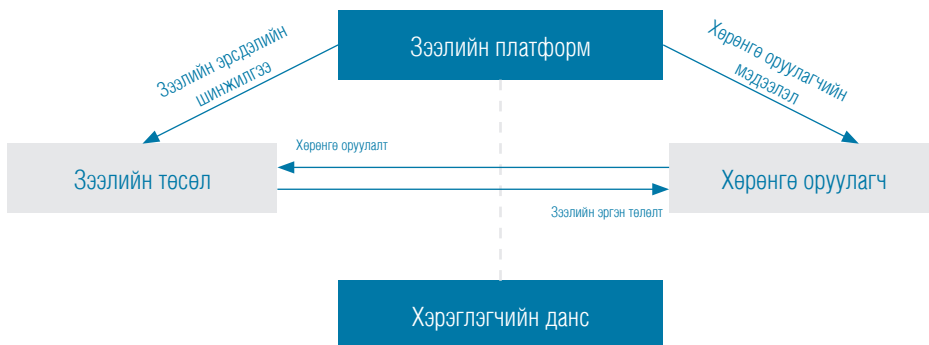 Зээлийн платформ
Зээлийн эрсдэлийн
шинжилгээ
Хөрөнгө оруулагчийн
мэдээлэл
Хөрөнгө оруулалт
Зээлийн төсөл
Хөрөнгө оруулагч
Зээлийн эргэн төлөлт
Хэрэглэгчийн данс